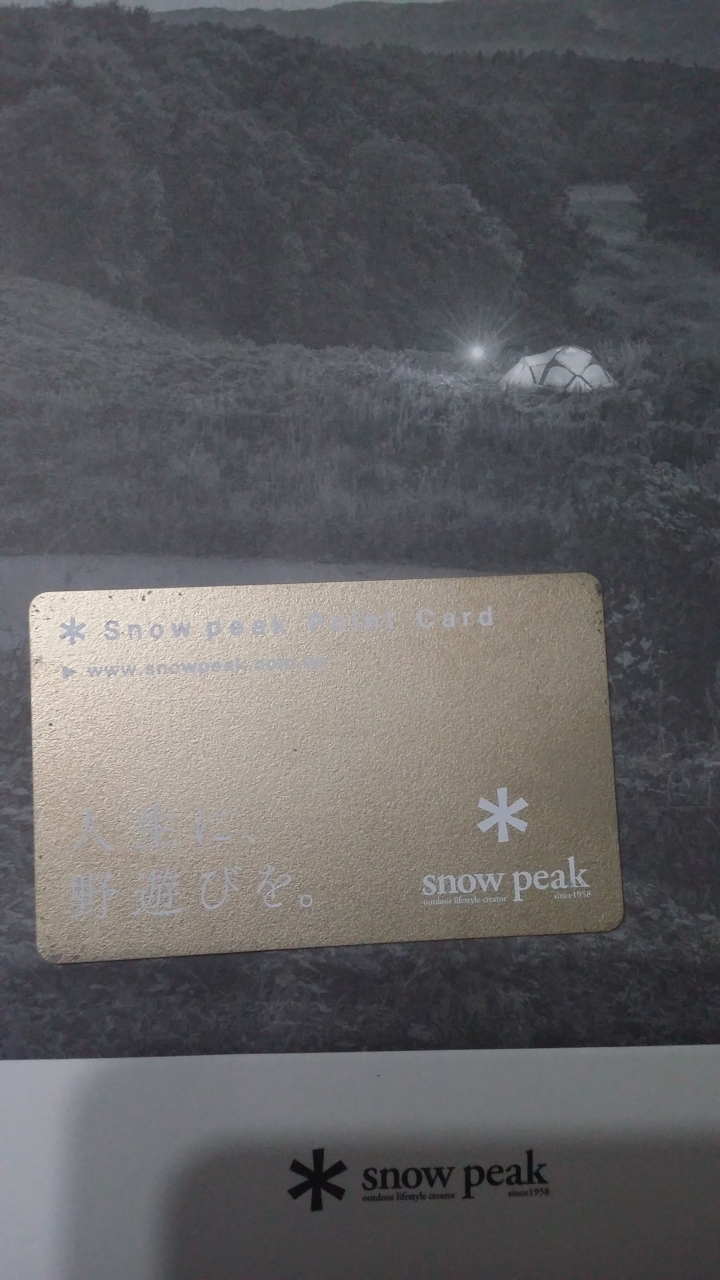 * Snow peak Point Card
▶ www.snowpeak.com.tw
人生に、
野遊びを。
* snow peak
outdoor lifestyle creator since1958
* snow peak
outdoor lifestyle creator since1958